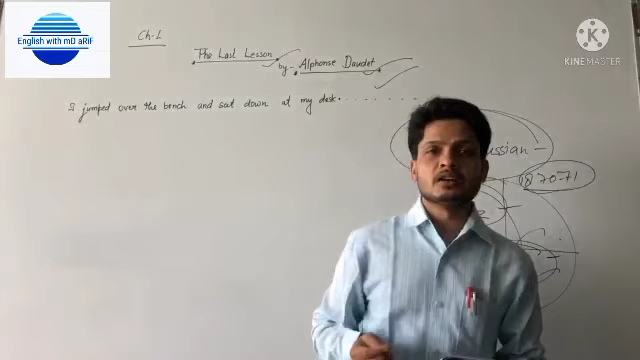 English with mD aRiF
KINEMASTER
Ch-1
The Last Lesson
by- Alphonse Daudet
I jumped over the bench and sat down at my desk. . . . . . . .
ussian -
1870-71